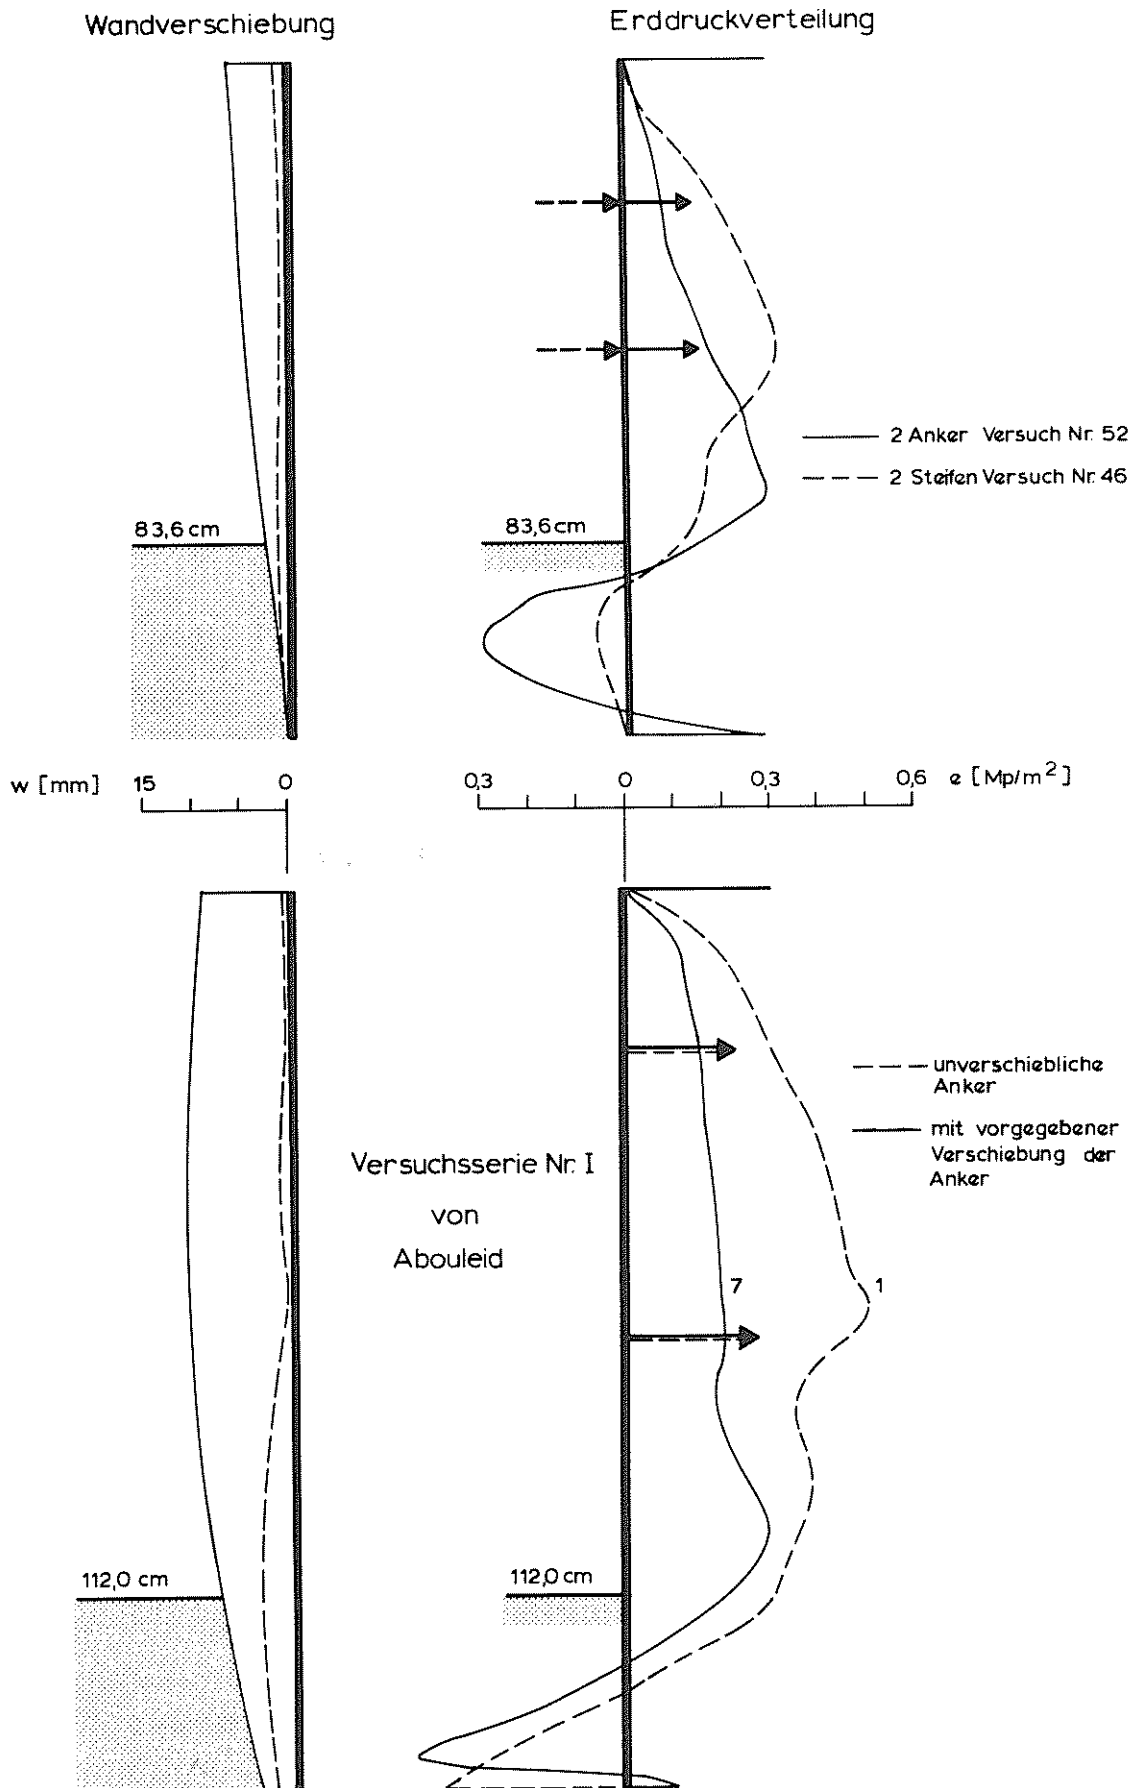 Wandverschiebung
Erddruckverteilung
2 Anker Versuch Nr. 52
2 Steifen Versuch Nr. 46
83,6 cm
83,6 cm
w [mm] 15 0
0,3 0 0,3 0,6 e [Mp/m²]
unverschiebliche
Anker
mit vorgegebener
Verschiebung der
Anker
Versuchsserie Nr. I
von
Abouleid
7
1
112,0 cm
112,0 cm